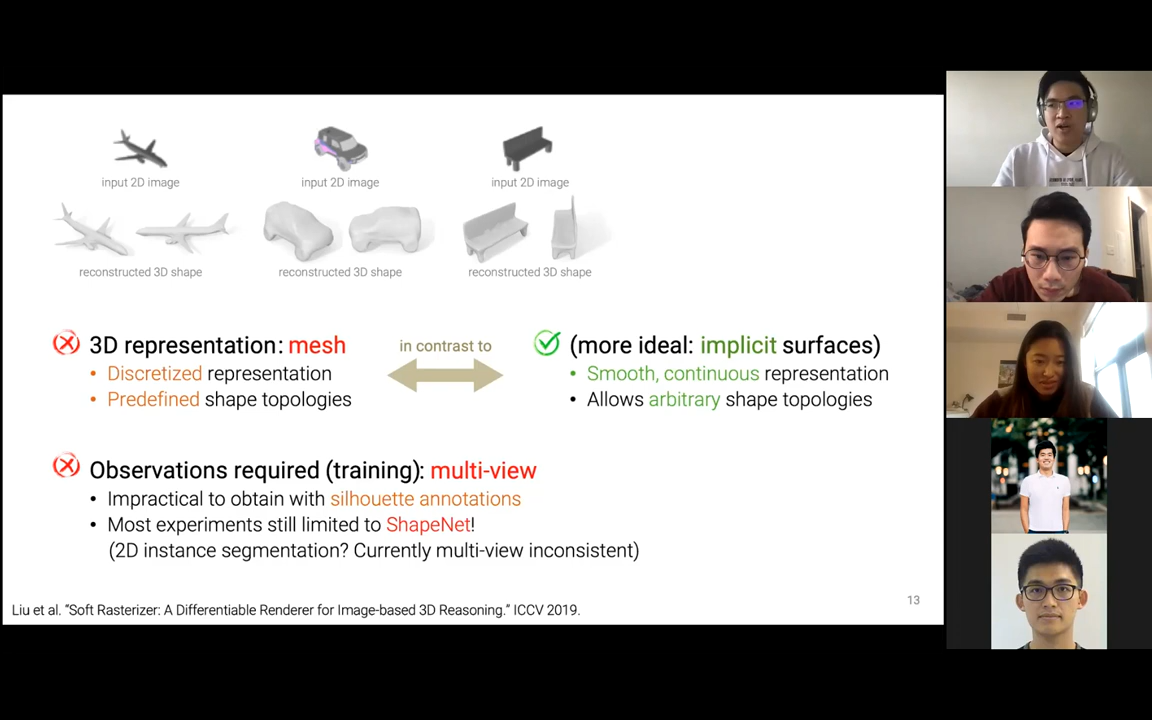 input 2D image
input 2D image
input 2D image
reconstructed 3D shape
reconstructed 3D shape
reconstructed 3D shape
3D representation: mesh
• Discretized representation
• Predefined shape topologies
in contrast to
(more ideal: implicit surfaces)
• Smooth, continuous representation
• Allows arbitrary shape topologies
Observations required (training): multi-view
• Impractical to obtain with silhouette annotations
• Most experiments still limited to ShapeNet!
(2D instance segmentation? Currently multi-view inconsistent)
Liu et al. “Soft Rasterizer: A Differentiable Renderer for Image-based 3D Reasoning.” ICCV 2019.
13